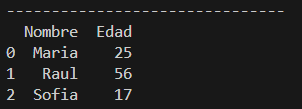 -------------------------------
  Nombre  Edad
0  Maria    25
1   Raul    56
2  Sofia    17